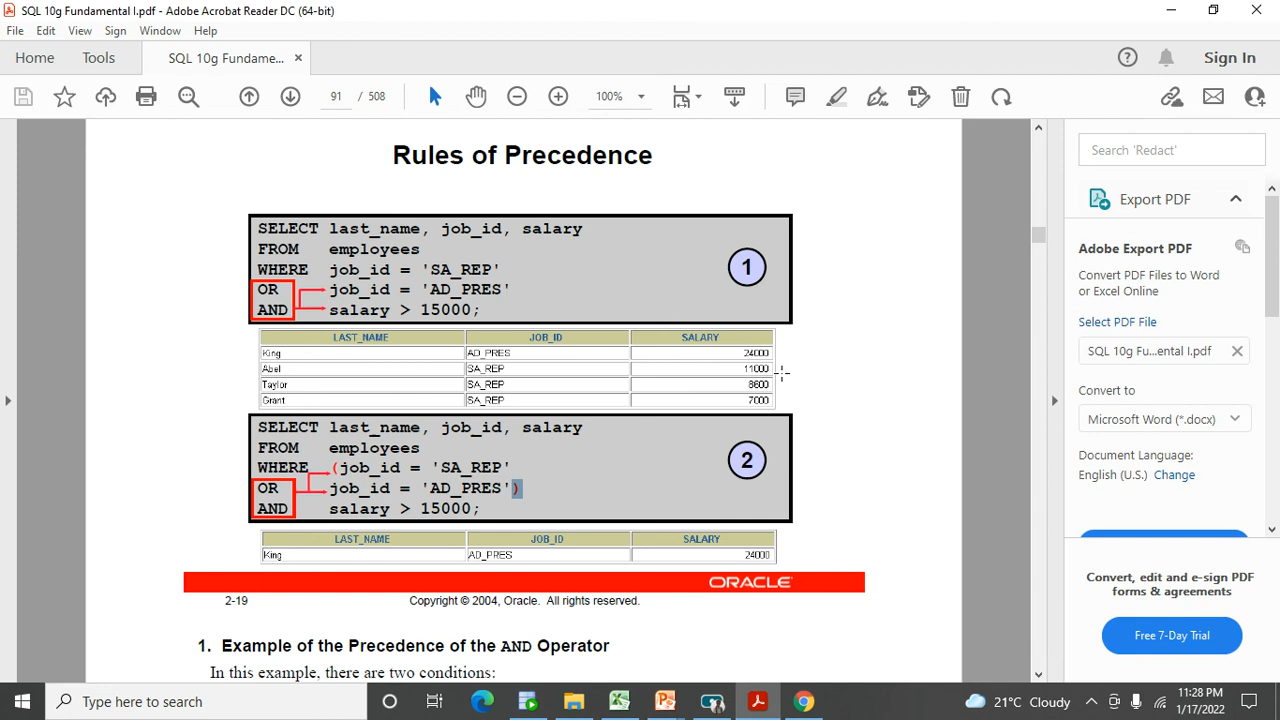 SQL 10g Fundamental I.pdf - Adobe Acrobat Reader DC (64-bit)
File Edit View Sign Window Help
Home Tools SQL 10g Fundame... ×
Sign In
91 / 508
100%
Rules of Precedence
SELECT last_name, job_id, salary
FROM employees
WHERE job_id = 'SA_REP'
OR job_id = 'AD_PRES'
AND salary > 15000;
1
LAST_NAME JOB_ID SALARY
King AD_PRES 24000
Abel SA_REP 11000
Taylor SA_REP 8600
Grant SA_REP 7000
SELECT last_name, job_id, salary
FROM employees
WHERE (job_id = 'SA_REP'
OR job_id = 'AD_PRES')
AND salary > 15000;
2
LAST_NAME JOB_ID SALARY
King AD_PRES 24000
ORACLE
2-19 Copyright © 2004, Oracle. All rights reserved.
1. Example of the Precedence of the AND Operator
In this example, there are two conditions:
Search 'Redact'
Export PDF
Adobe Export PDF
Convert PDF Files to Word
or Excel Online
Select PDF File
SQL 10g Fu...ental I.pdf
Convert to
Microsoft Word (*.docx)
Document Language:
English (U.S.) Change
Convert, edit and e-sign PDF
forms & agreements
Free 7-Day Trial
Type here to search
21°C Cloudy
11:28 PM
1/17/2022